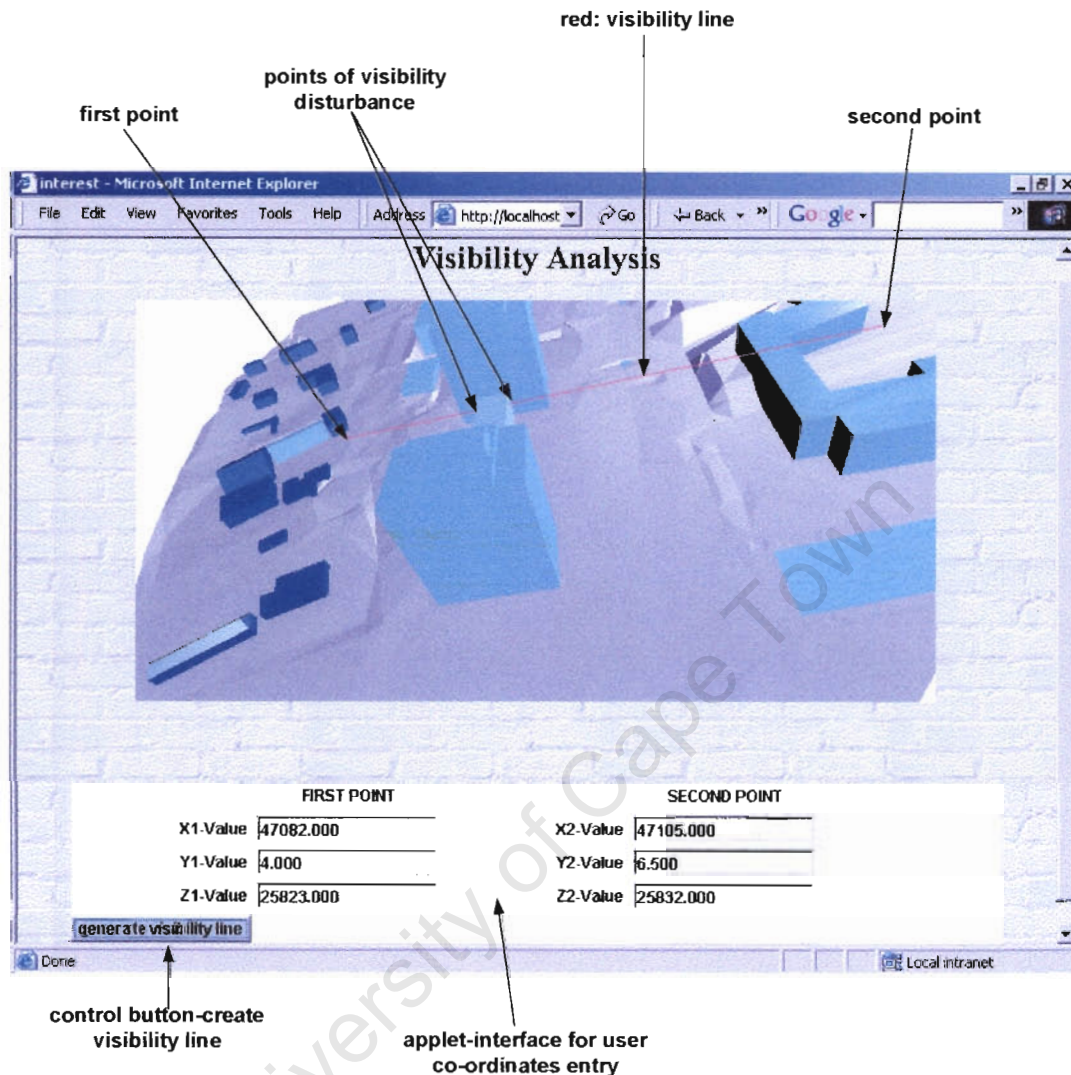 red: visibility line
points of visibility
disturbance
first point
second point
interest - Microsoft Internet Explorer
File Edit View Favorites Tools Help Address http://localhost Go Back » Google »
Visibility Analysis
FIRST POINT SECOND POINT
X1-Value 47082.000 X2-Value 47105.000
Y1-Value 4.000 Y2-Value 6.500
Z1-Value 25823.000 Z2-Value 25832.000
generate visibility line
Done Local intranet
control button-create
visibility line
applet-interface for user
co-ordinates entry
University of Cape Town